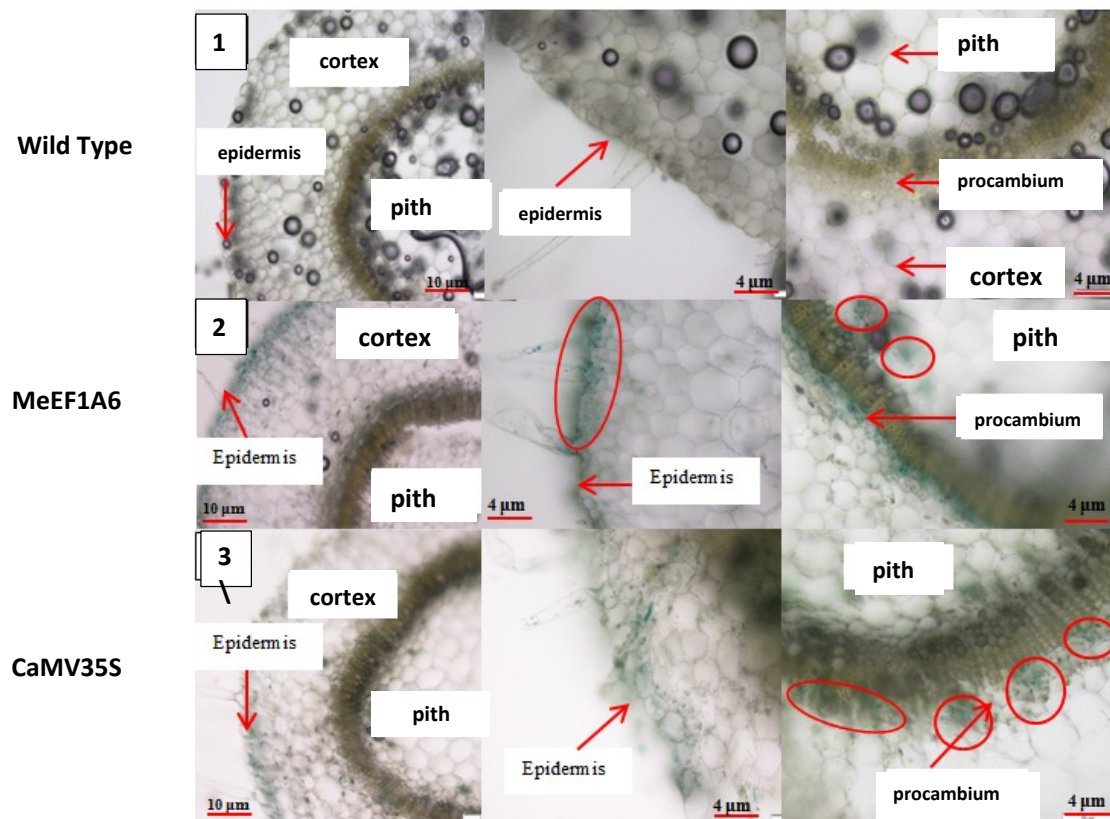 Wild Type
1
cortex
epidermis
pith
10 µm
epidermis
4 µm
pith
procambium
cortex
4 µm
MeEF1A6
2
cortex
Epidermis
pith
10 µm
Epidermis
4 µm
pith
procambium
4 µm
CaMV35S
3
\
cortex
Epidermis
pith
10 µm
Epidermis
4 µm
pith
procambium
4 µm